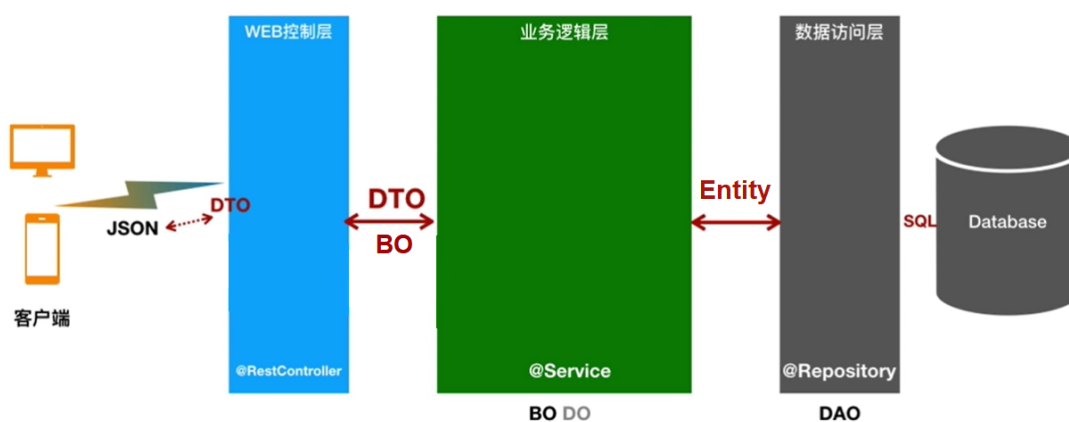 WEB控制层
业务逻辑层
数据访问层
DTO
JSON
客户端
DTO
BO
Entity
SQL
Database
@RestController
@Service
@Repository
BO DO
DAO